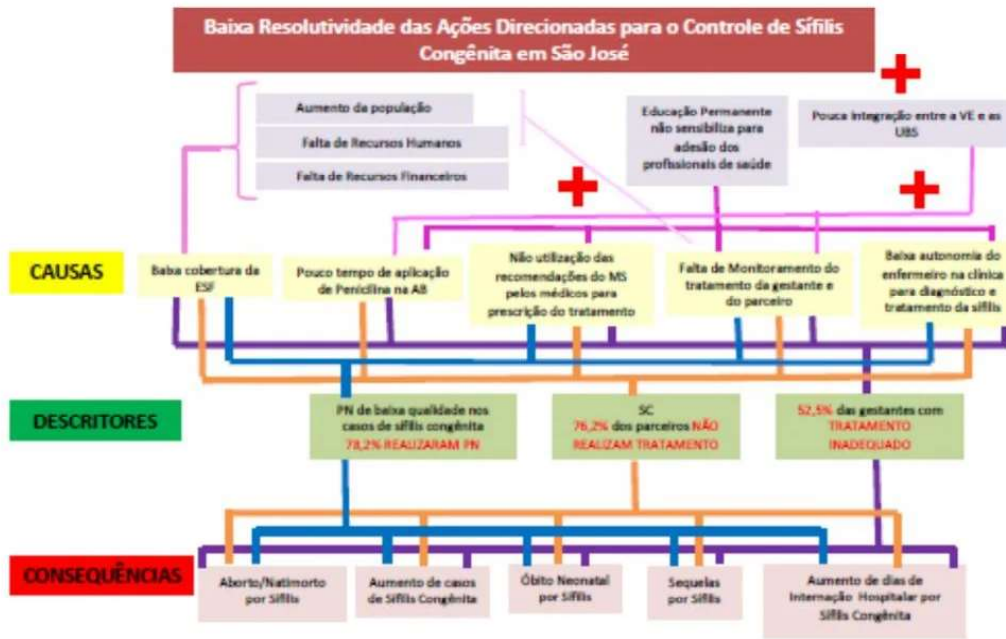 Baixa Resolutividade das Ações Direcionadas para o Controle de Sífilis
Congênita em São José
Aumento da população
Falta de Recursos Humanos
Falta de Recursos Financeiros
Educação Permanente
não sensibiliza para
adesão dos
profissionais de saúde
Pouca integração entre a VE e as
UBS
CAUSAS
Baixa cobertura da
ESF
Pouco tempo de aplicação
de Penicilina na AB
Não utilização das
recomendações do MS
pelos médicos para
prescrição do tratamento
Falta de Monitoramento do
tratamento da gestante e
do parceiro
Baixa autonomia do
enfermeiro na clínica
para diagnóstico e
tratamento da sífilis
DESCRITORES
PN de baixa qualidade nos
casos de sífilis congênita
78,2% REALIZARAM PN
SC
76,2% dos parceiros NÃO
REALIZAM TRATAMENTO
52,5% das gestantes com
TRATAMENTO
INADEQUADO
CONSEQUÊNCIAS
Aborto/Natimorto
por Sífilis
Aumento de casos
de Sífilis Congênita
Óbito Neonatal
por Sífilis
Sequelas
por Sífilis
Aumento de dias de
Internação Hospitalar por
Sífilis Congênita